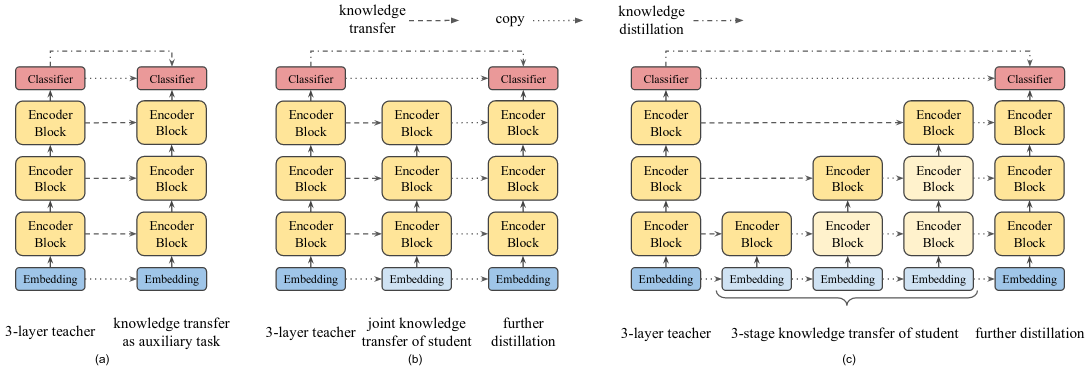 knowledge
transfer
copy
knowledge
distillation
Classifier
Classifier
Encoder
Block
Encoder
Block
Encoder
Block
Encoder
Block
Encoder
Block
Encoder
Block
Embedding
Embedding
3-layer teacher
knowledge transfer
as auxiliary task
(a)
Classifier
Classifier
Encoder
Block
Encoder
Block
Encoder
Block
Encoder
Block
Encoder
Block
Encoder
Block
Encoder
Block
Encoder
Block
Encoder
Block
Embedding
Embedding
Embedding
3-layer teacher
joint knowledge
transfer of student
further
distillation
(b)
Classifier
Classifier
Encoder
Block
Encoder
Block
Encoder
Block
Encoder
Block
Encoder
Block
Encoder
Block
Encoder
Block
Encoder
Block
Encoder
Block
Encoder
Block
Encoder
Block
Encoder
Block
Embedding
Embedding
Embedding
Embedding
Embedding
3-layer teacher
3-stage knowledge transfer of student
further distillation
(c)